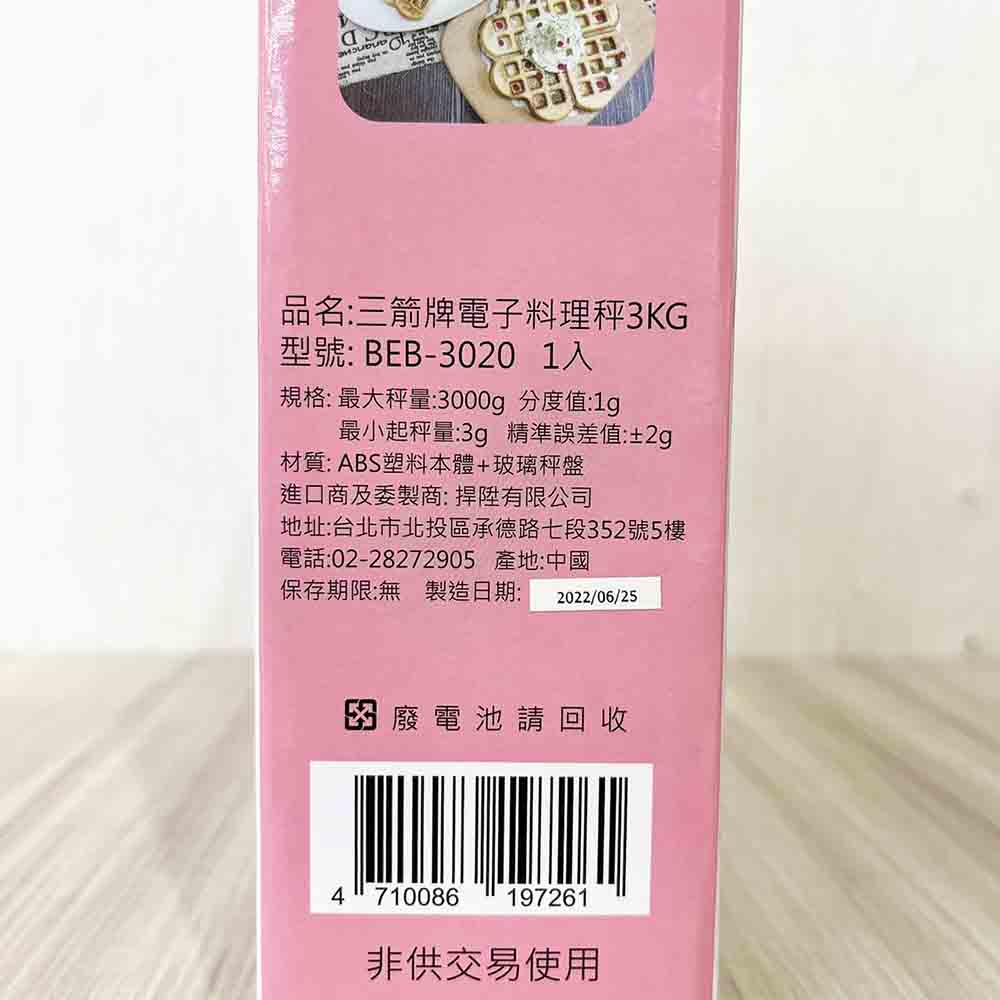 品名:三箭牌電子料理秤3KG
型號: BEB-3020 1入
規格: 最大秤量:3000g 分度值:1g
最小起秤量:3g 精準誤差值:±2g
材質: ABS塑料本體+玻璃秤盤
進口商及委製商: 捍陞有限公司
地址:台北市北投區承德路七段352號5樓
電話:02-28272905 產地:中國
保存期限:無 製造日期: 2022/06/25
廢電池請回收
4 710086 197261
非供交易使用